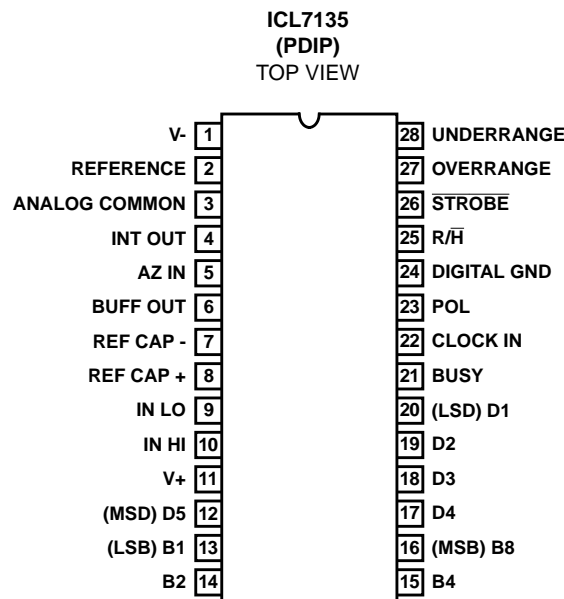 ICL7135
(PDIP)
TOP VIEW
V- 1 28 UNDERRANGE
REFERENCE 2 27 OVERRANGE
ANALOG COMMON 3 26 S̅T̅R̅O̅B̅E̅
INT OUT 4 25 R/H̅
AZ IN 5 24 DIGITAL GND
BUFF OUT 6 23 POL
REF CAP - 7 22 CLOCK IN
REF CAP + 8 21 BUSY
IN LO 9 20 (LSD) D1
IN HI 10 19 D2
V+ 11 18 D3
(MSD) D5 12 17 D4
(LSB) B1 13 16 (MSB) B8
B2 14 15 B4